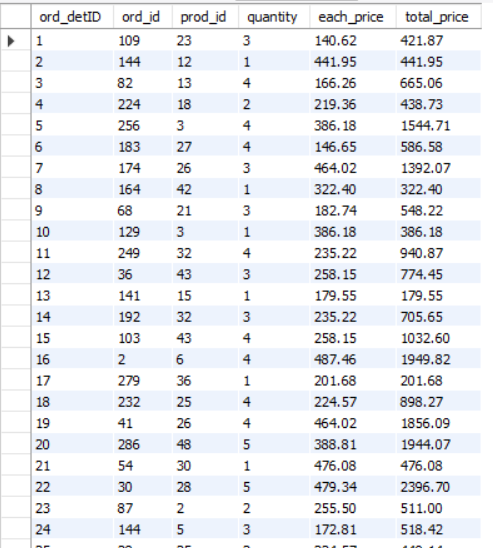 ord_detID ord_id prod_id quantity each_price total_price
1 109 23 3 140.62 421.87
2 144 12 1 441.95 441.95
3 82 13 4 166.26 665.06
4 224 18 2 219.36 438.73
5 256 3 4 386.18 1544.71
6 183 27 4 146.65 586.58
7 174 26 3 464.02 1392.07
8 164 42 1 322.40 322.40
9 68 21 3 182.74 548.22
10 129 3 1 386.18 386.18
11 249 32 4 235.22 940.87
12 36 43 3 258.15 774.45
13 141 15 1 179.55 179.55
14 192 32 3 235.22 705.65
15 103 43 4 258.15 1032.60
16 2 6 4 487.46 1949.82
17 279 36 1 201.68 201.68
18 232 25 4 224.57 898.27
19 41 26 4 464.02 1856.09
20 286 48 5 388.81 1944.07
21 54 30 1 476.08 476.08
22 30 28 5 479.34 2396.70
23 87 2 2 255.50 511.00
24 144 5 3 172.81 518.42